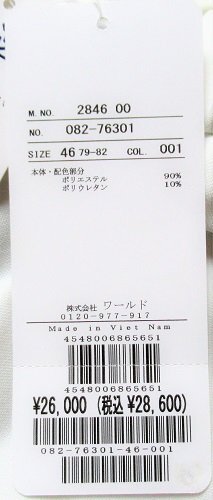 M. NO. 2846 00
NO. 082-76301
SIZE 46 79-82 COL. 001
本体・配色部分
ポリエステル 90%
ポリウレタン 10%
株式会社 ワールド
0120-977-917
Made in Viet Nam
4548006865651
4548006865651
¥26,000 (税込 ¥28,600)
082-76301-46-001